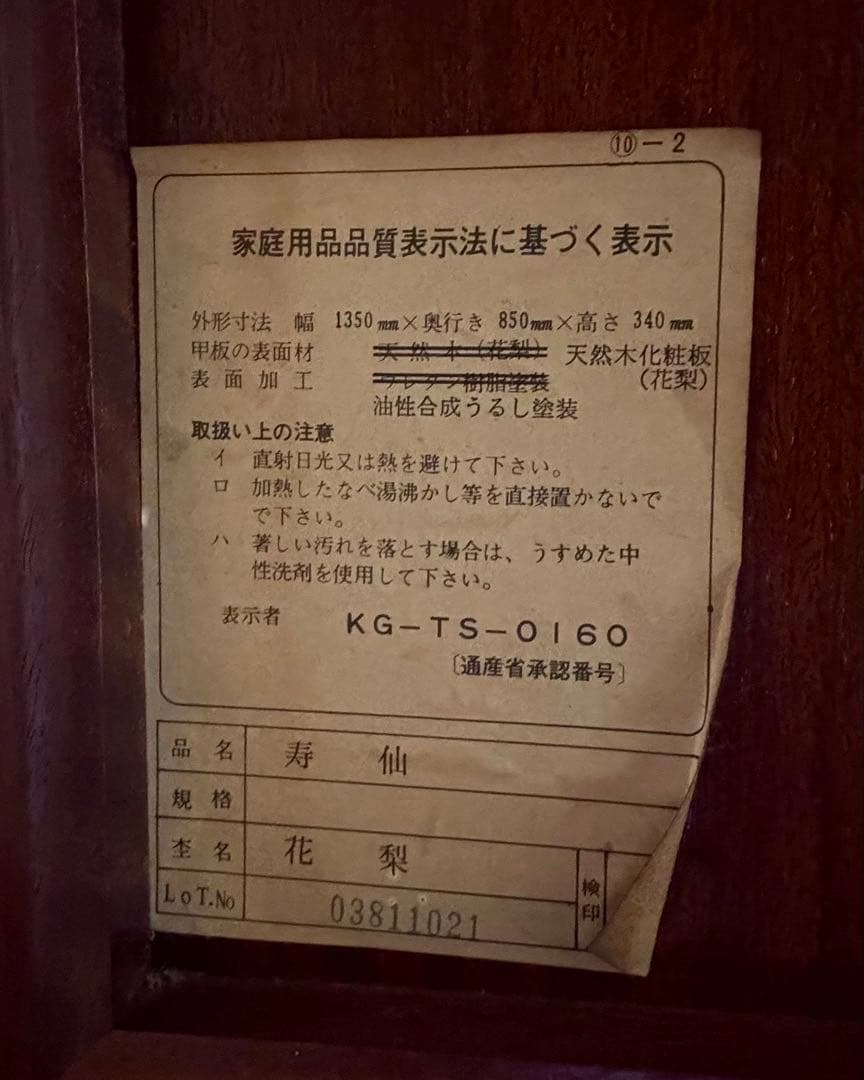 ⑩－2
家庭用品品質表示法に基づく表示
外形寸法 幅 1350㎜×奥行き 850㎜×高さ 340㎜
甲板の表面材 天然木(花梨) 天然木化粧板
表面加工 ウレタン樹脂塗装 (花梨)
油性合成うるし塗装
取扱い上の注意
イ 直射日光又は熱を避けて下さい。
ロ 加熱したなべ湯沸かし等を直接置かないで
で下さい。
ハ 著しい汚れを落とす場合は、うすめた中
性洗剤を使用して下さい。
表示者 KG－TS－0160
〔通産省承認番号〕
品名 寿仙
規格
杢名 花梨
検印
LoT.No 03811021